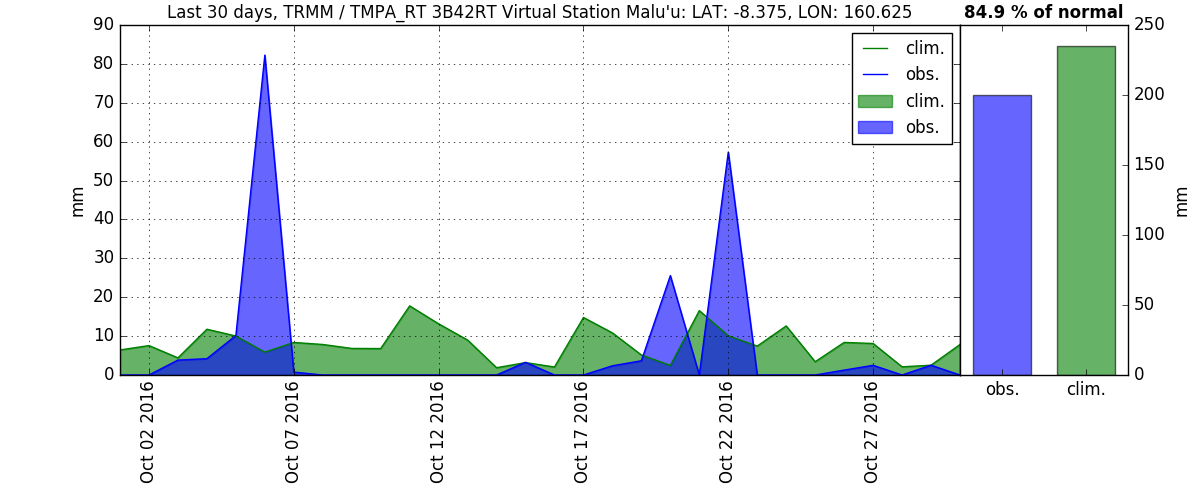 Last 30 days, TRMM / TMPA_RT 3B42RT Virtual Station Malu'u: LAT: -8.375, LON: 160.625
84.9 % of normal
90
80
70
60
50
40
30
20
10
0
mm
clim.
obs.
clim.
obs.
Oct 02 2016
Oct 07 2016
Oct 12 2016
Oct 17 2016
Oct 22 2016
Oct 27 2016
250
200
150
100
50
0
mm
obs.
clim.